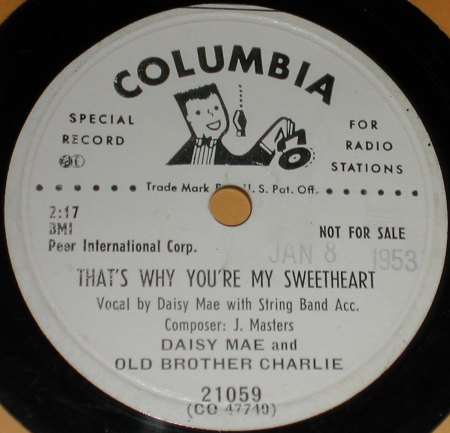 COLUMBIA
SPECIAL RECORD
FOR RADIO STATIONS
Trade Mark R U. S. Pat. Off.
2:17
BMI
Peer International Corp.
NOT FOR SALE
JAN 8 1953
THAT'S WHY YOU'RE MY SWEETHEART
Vocal by Daisy Mae with String Band Acc.
Composer: J. Masters
DAISY MAE and
OLD BROTHER CHARLIE
21059
(CO 47749)